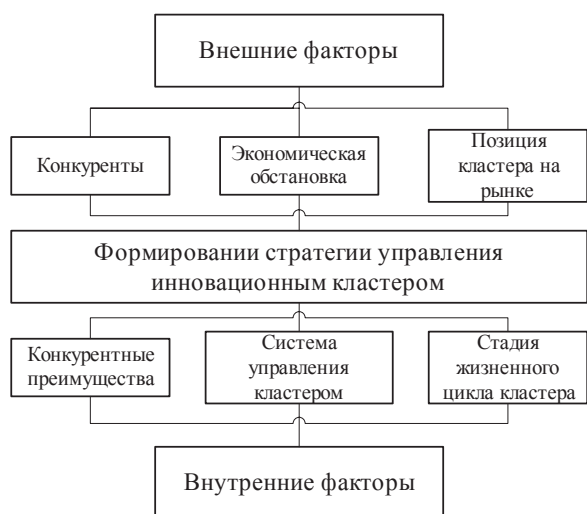 Внешние факторы
Конкуренты
Экономическая
обстановка
Позиция
кластера на
рынке
Формировании стратегии управления
инновационным кластером
Конкурентные
преимущества
Система
управления
кластером
Стадия
жизненного
цикла кластера
Внутренние факторы